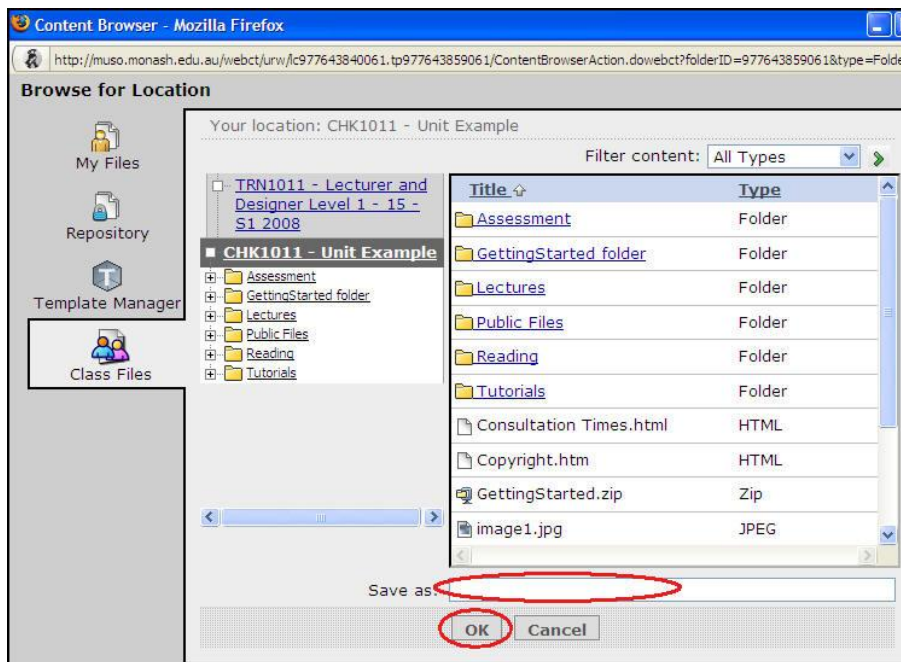 Content Browser - Mozilla Firefox
http://muso.monash.edu.au/webct/urw/lc977643840061.tp977643859061/ContentBrowserAction.dowebct?folderID=977643859061&type=Folde
Browse for Location
My Files
Repository
Template Manager
Class Files
Your location: CHK1011 - Unit Example
Filter content: All Types
TRN1011 - Lecturer and
Designer Level 1 - 15 -
S1 2008
CHK1011 - Unit Example
Assessment
GettingStarted folder
Lectures
Public Files
Reading
Tutorials
Title Type
Assessment Folder
GettingStarted folder Folder
Lectures Folder
Public Files Folder
Reading Folder
Tutorials Folder
Consultation Times.html HTML
Copyright.htm HTML
GettingStarted.zip Zip
image1.jpg JPEG
Save as:
OK Cancel